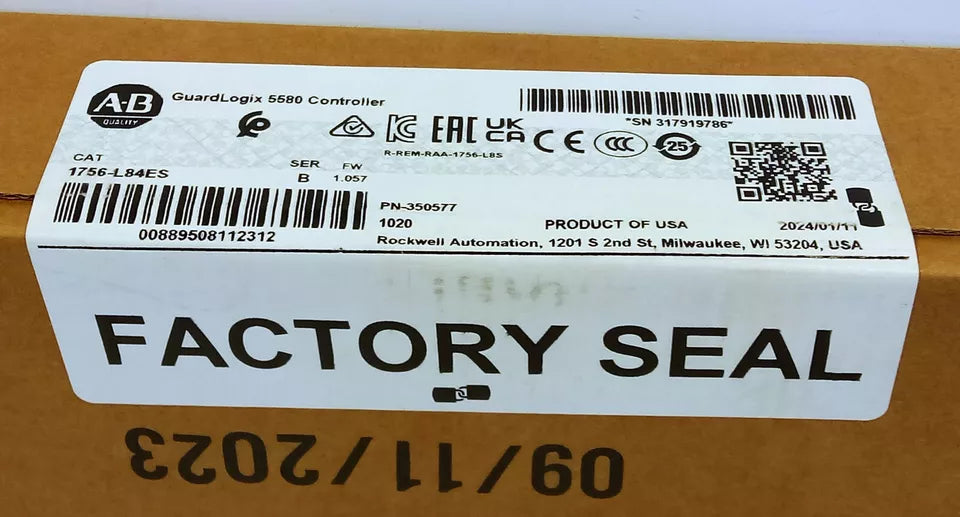 A-B
QUALITY
GuardLogix 5580 Controller
"SN 317919786"
EAC UK
CA CE CCC 25
R-REM-RAA-1756-L8S
CAT
1756-L84ES
SER
B
FW
1.057
00889508112312
PN-350577
1020
PRODUCT OF USA
2024/01/11
Rockwell Automation, 1201 S 2nd St, Milwaukee, WI 53204, USA
FACTORY SEAL
09/11/2023